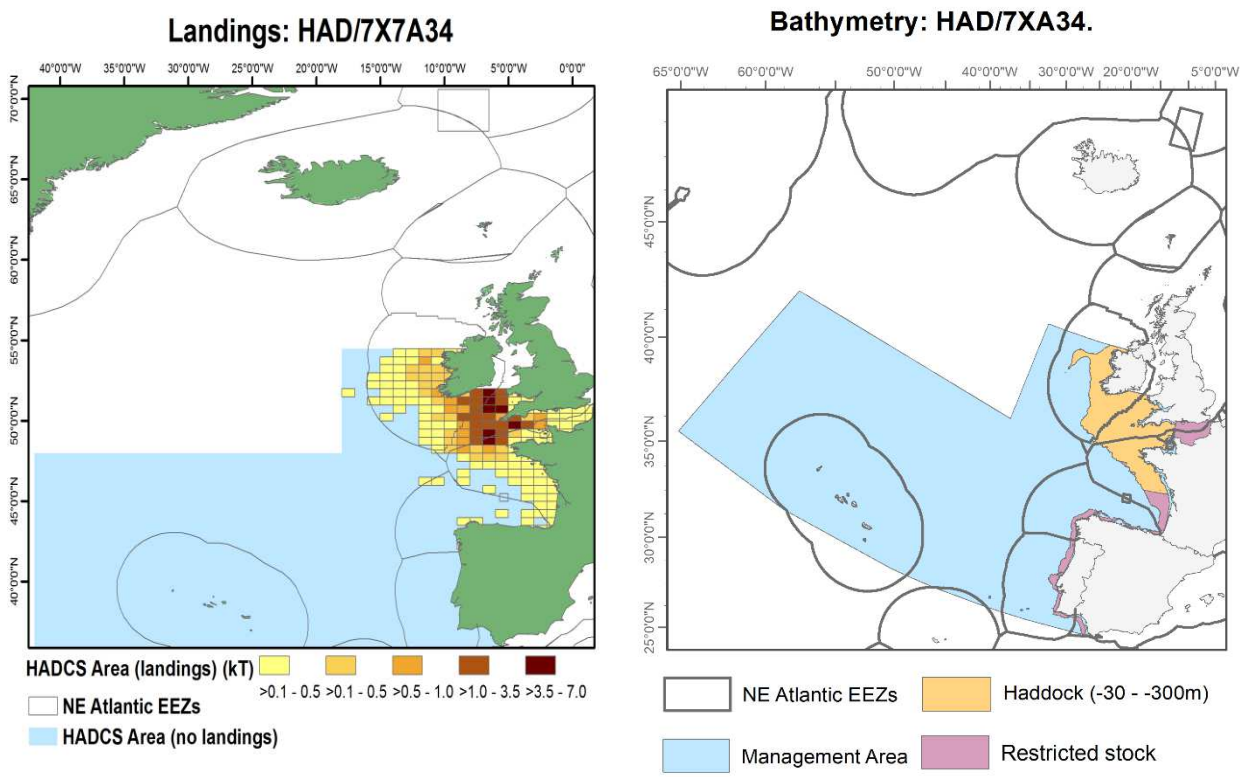 Landings: HAD/7X7A34
40°0'0"W 35°0'0"W 30°0'0"W 25°0'0"W 20°0'0"W 15°0'0"W 10°0'0"W 5°0'0"W 0°0'0"
70°0'0"N
65°0'0"N
60°0'0"N
55°0'0"N
50°0'0"N
45°0'0"N
40°0'0"N
HADCS Area (landings) (kT)
>0.1 - 0.5 >0.1 - 0.5 >0.5 - 1.0 >1.0 - 3.5 >3.5 - 7.0
NE Atlantic EEZs
HADCS Area (no landings)
Bathymetry: HAD/7XA34.
65°0'0"W 60°0'0"W 50°0'0"W 40°0'0"W 30°0'0"W 20°0'0"W 5°0'0"W
45°0'0"N
40°0'0"N
35°0'0"N
30°0'0"N
25°0'0"N
NE Atlantic EEZs
Haddock (-30 - -300m)
Management Area
Restricted stock